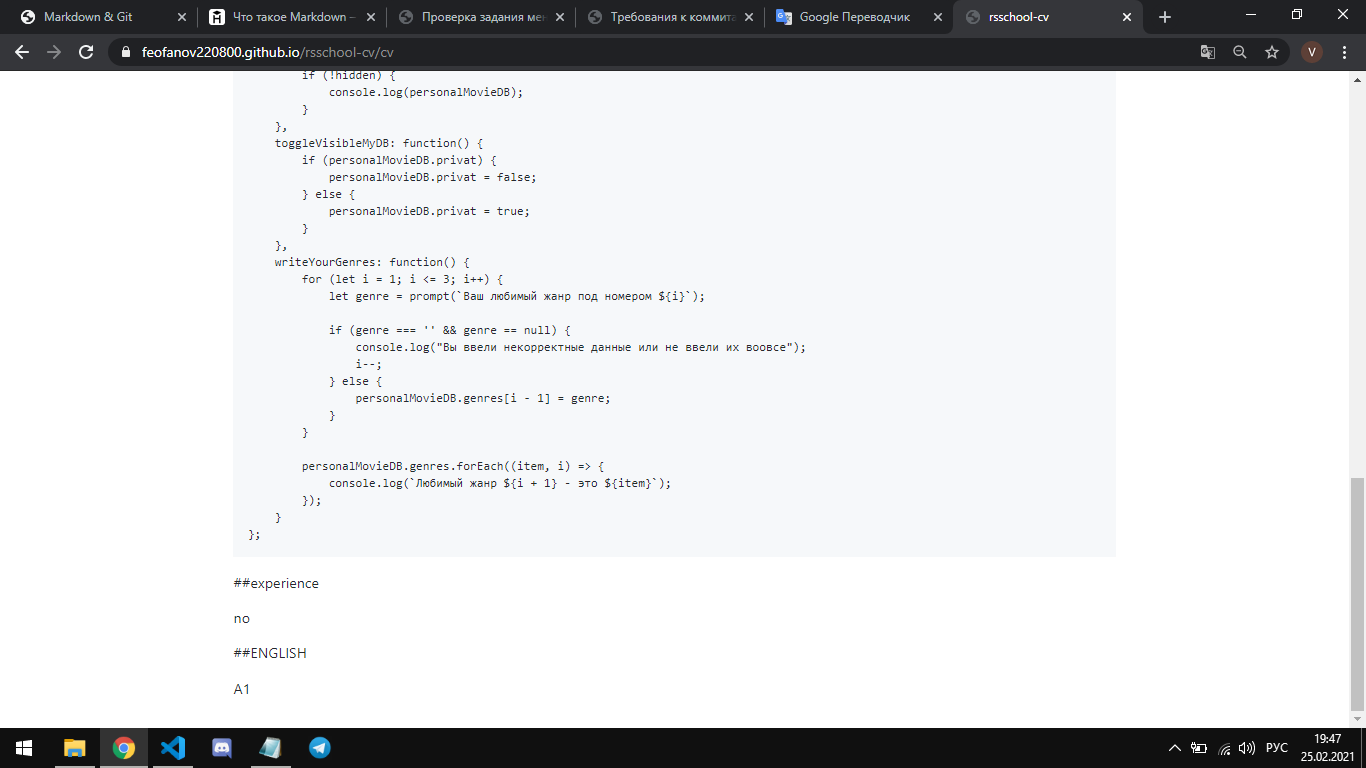 Markdown & Git
Что такое Markdown –
Проверка задания мен
Требования к коммита
Google Переводчик
rsschool-cv
feofanov220800.github.io/rsschool-cv/cv
V
if (!hidden) {
console.log(personalMovieDB);
}
},
toggleVisibleMyDB: function() {
if (personalMovieDB.privat) {
personalMovieDB.privat = false;
} else {
personalMovieDB.privat = true;
}
},
writeYourGenres: function() {
for (let i = 1; i <= 3; i++) {
let genre = prompt(`Ваш любимый жанр под номером ${i}`);
if (genre === '' && genre == null) {
console.log("Вы ввели некорректные данные или не ввели их воовсе");
i--;
} else {
personalMovieDB.genres[i - 1] = genre;
}
}
personalMovieDB.genres.forEach((item, i) => {
console.log(`Любимый жанр ${i + 1} - это ${item}`);
});
}
};
##experience
no
##ENGLISH
A1
РУС
19:47
25.02.2021